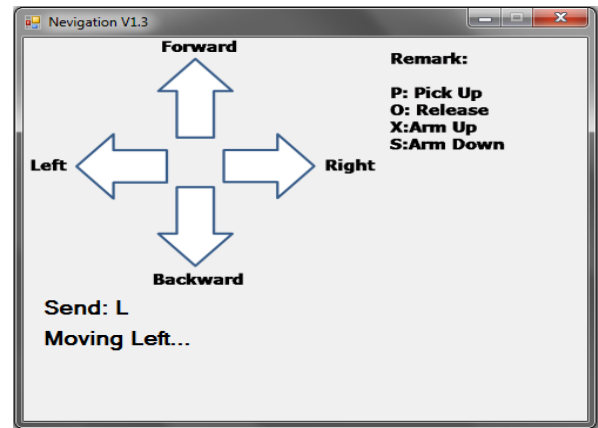 Nevigation V1.3
Forward
Remark:
P: Pick Up
O: Release
X:Arm Up
S:Arm Down
Left
Right
Backward
Send: L
Moving Left...